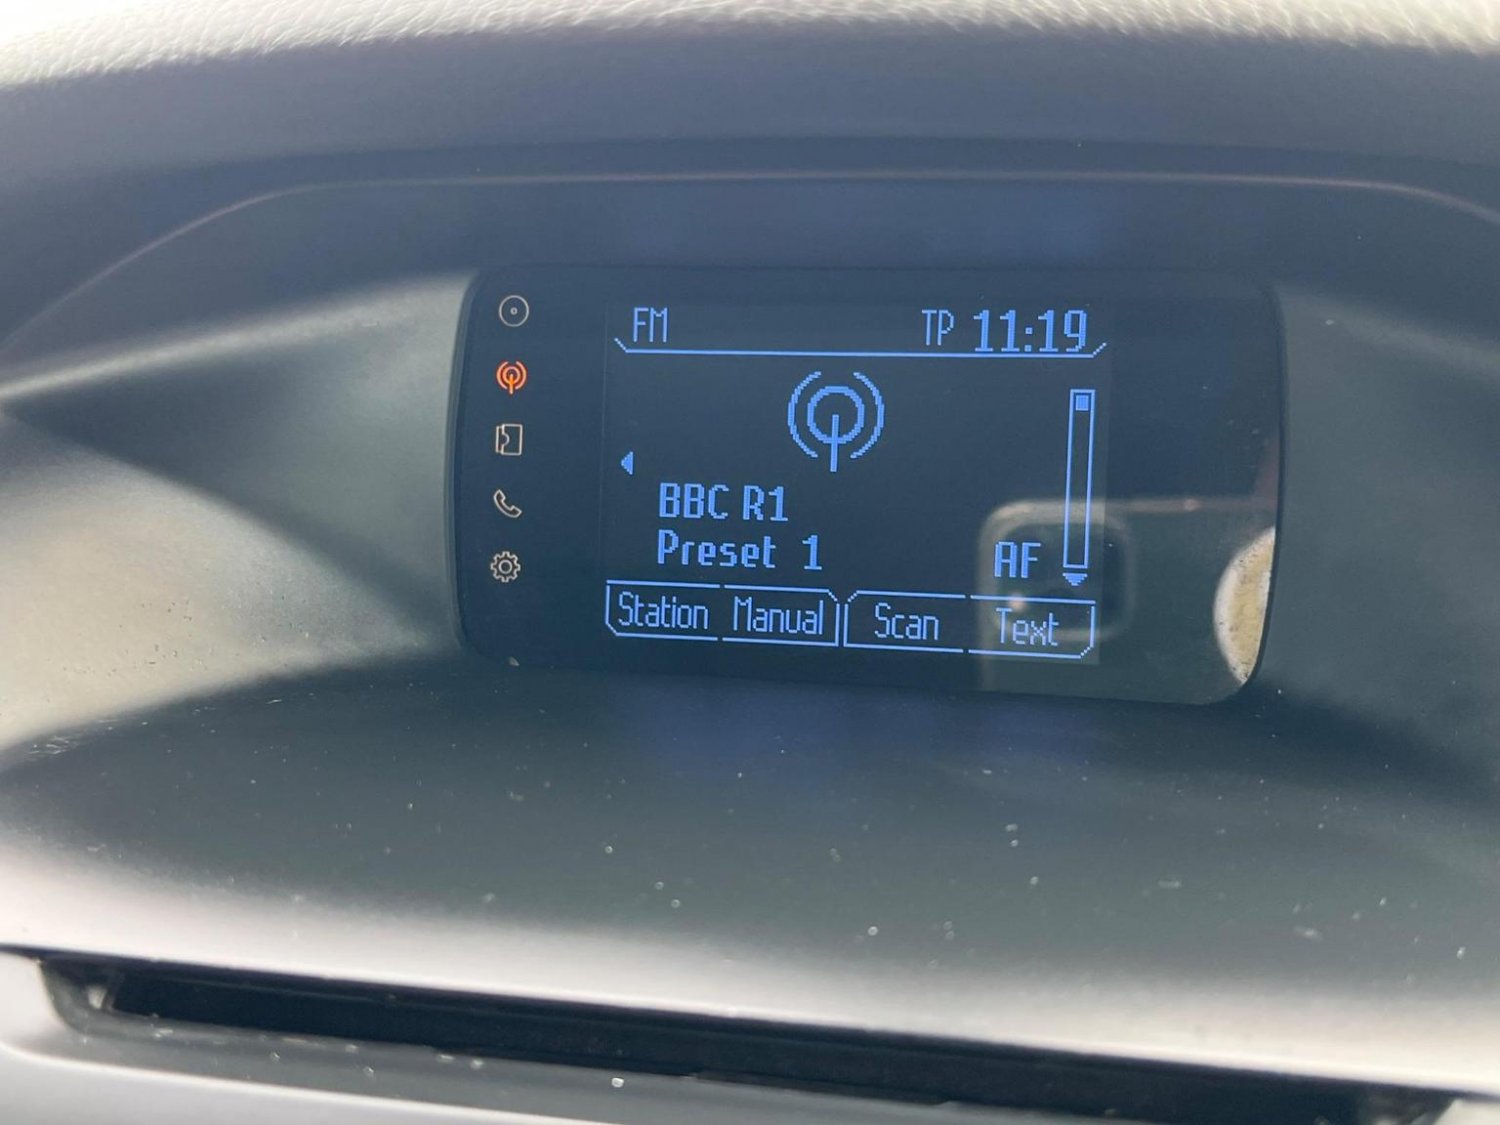 FM TP 11:19
BBC R1
Preset 1 AF
Station Manual Scan Text